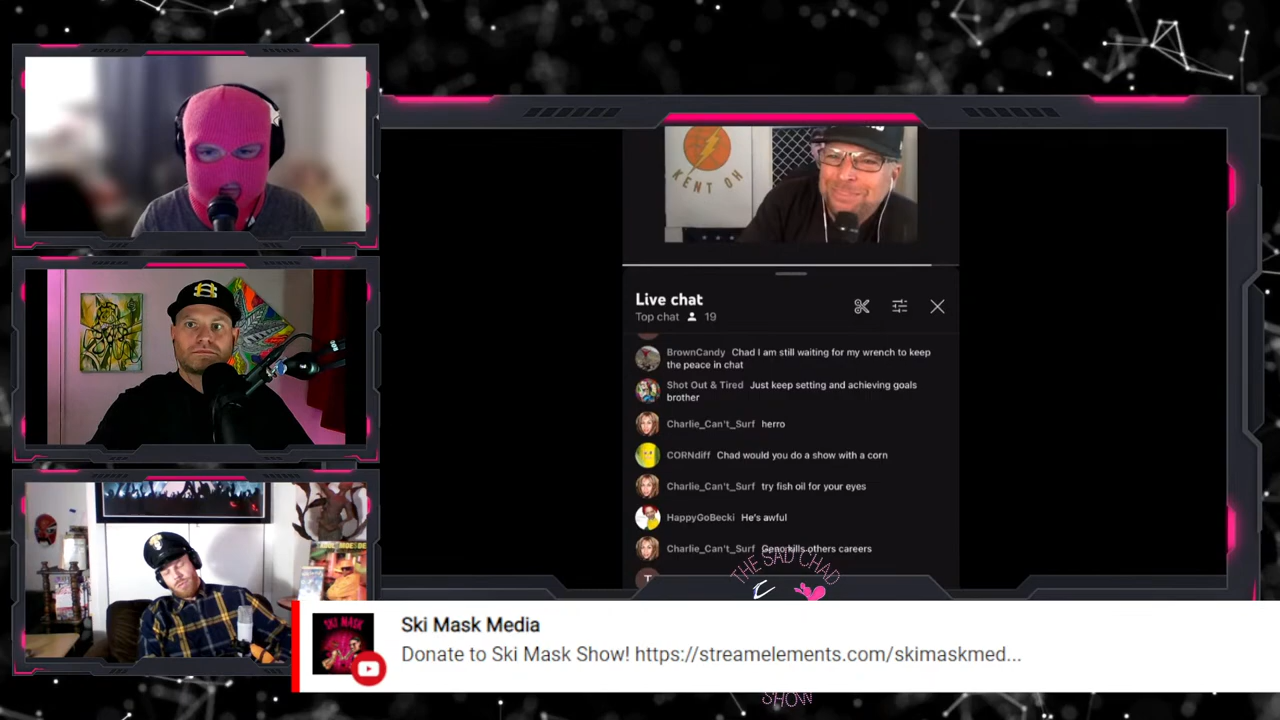 KENT OH
Live chat
Top chat 19
BrownCandy Chad I am still waiting for my wrench to keep
the peace in chat
Shot Out & Tired Just keep setting and achieving goals
brother
Charlie_Can't_Surf herro
CORNdiff Chad would you do a show with a corn
Charlie_Can't_Surf try fish oil for your eyes
HappyGoBecki He's awful
Charlie_Can't_Surf Geno kills others careers
T
THE SAD CHAD
SHOW
SKI MASK
Ski Mask Media
Donate to Ski Mask Show! https://streamelements.com/skimaskmed...